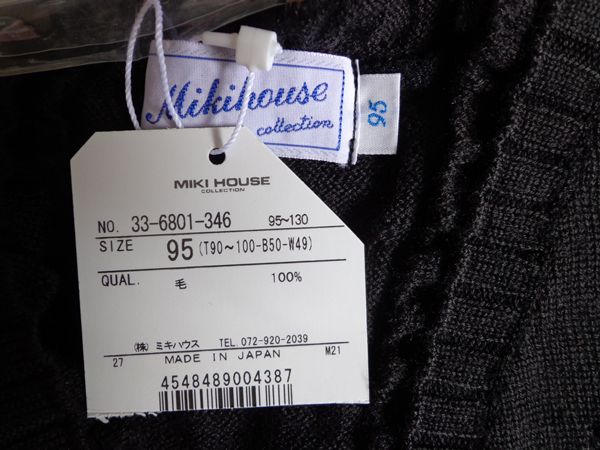 Mikihouse
collection
95
MIKI HOUSE
COLLECTION
NO. 33-6801-346 95~130
SIZE 95 (T90~100-B50-W49)
QUAL. 毛 100%
(株) ミキハウス TEL.072-920-2039
27 MADE IN JAPAN M21
4548489004387